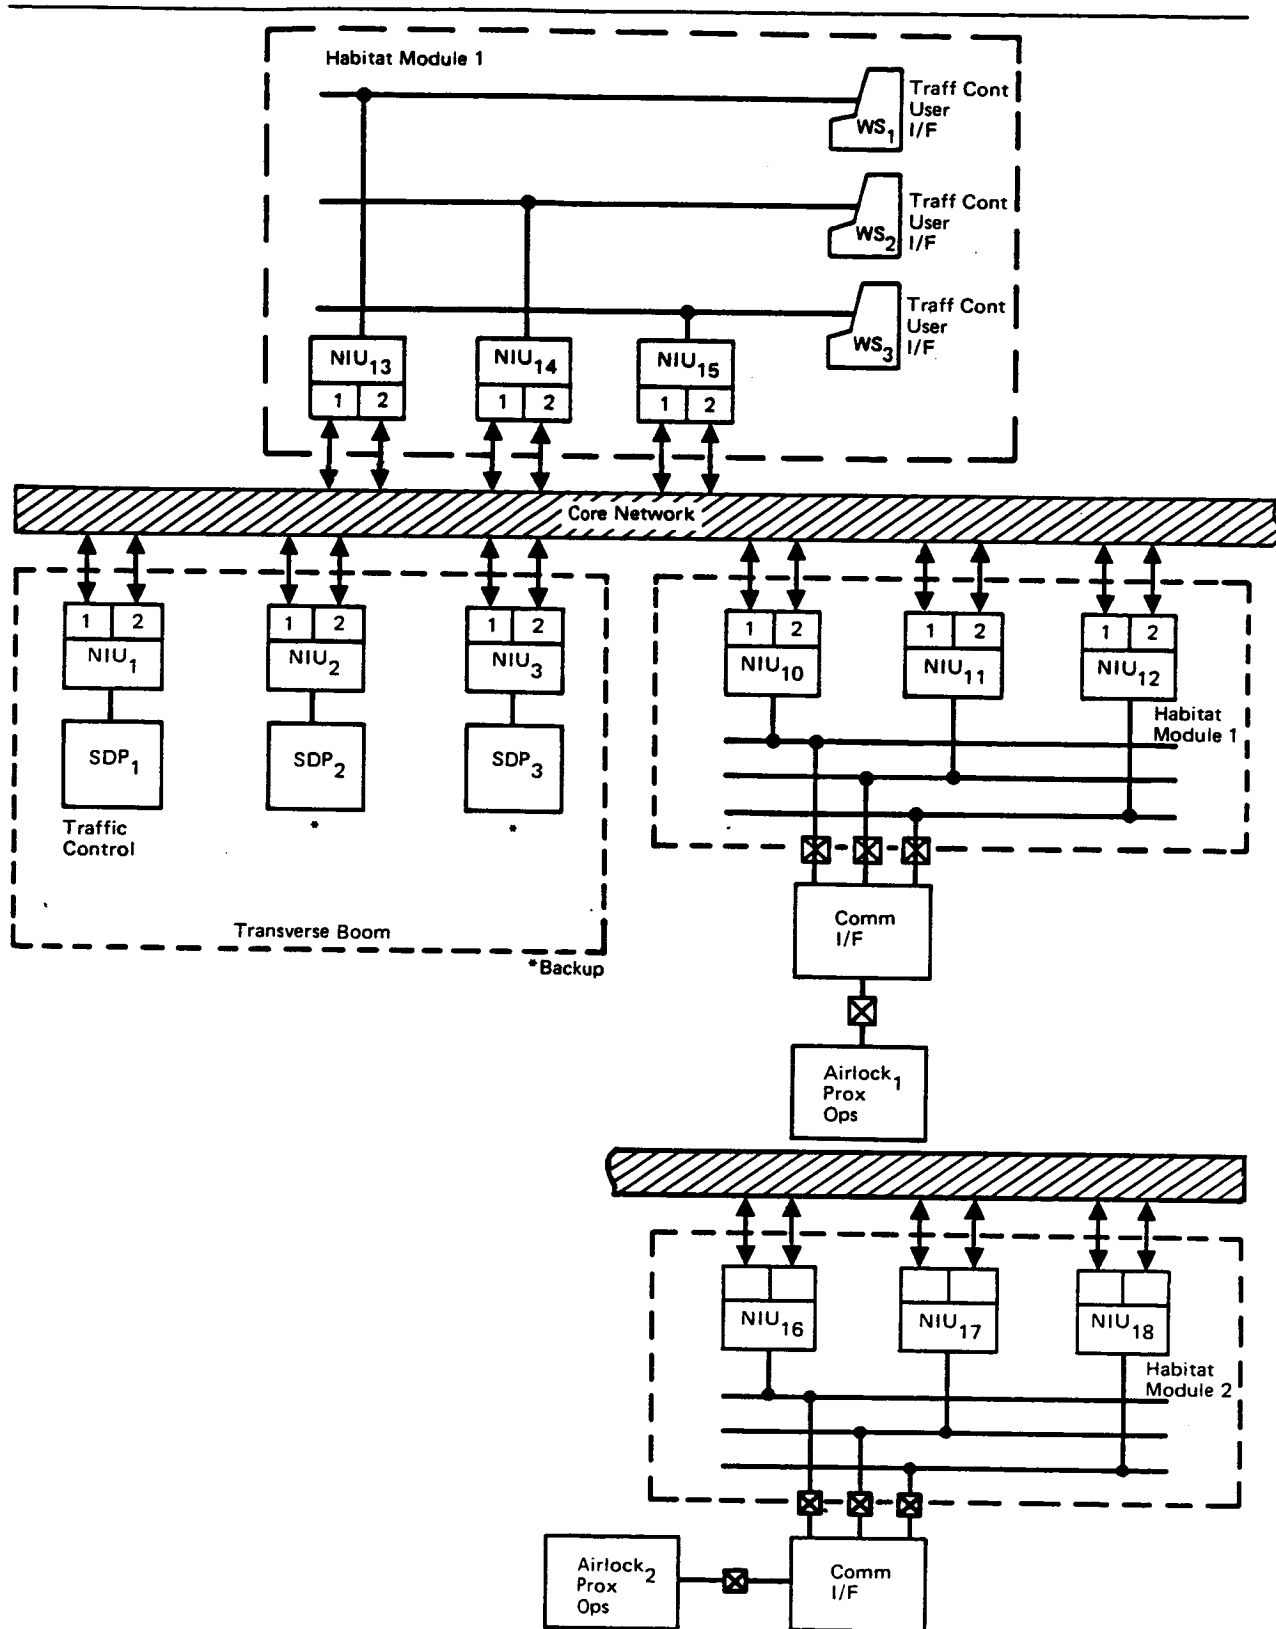 Habitat Module 1
WS1
Traff Cont
User
I/F
WS2
Traff Cont
User
I/F
WS3
Traff Cont
User
I/F
NIU13
1 2
NIU14
1 2
NIU15
1 2
Core Network
1 2
NIU1
SDP1
Traffic
Control
1 2
NIU2
SDP2
*
1 2
NIU3
SDP3
*
Transverse Boom
*Backup
1 2
NIU10
1 2
NIU11
1 2
NIU12
Habitat
Module 1
Comm
I/F
Airlock1
Prox
Ops
NIU16
NIU17
NIU18
Habitat
Module 2
Airlock2
Prox
Ops
Comm
I/F